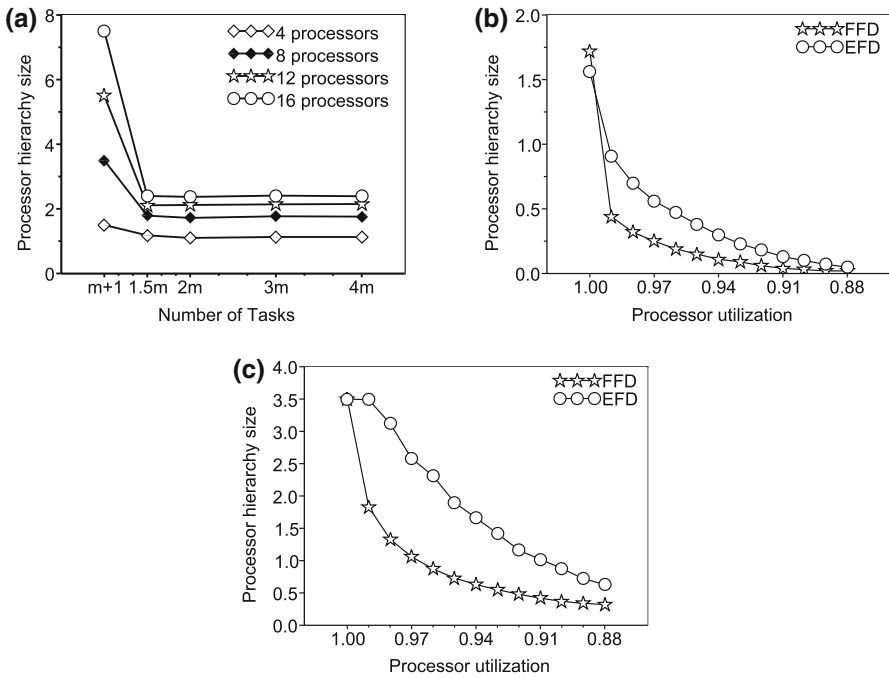 (a)
8
6
4
2
0
Processor hierarchy size
4 processors
8 processors
12 processors
16 processors
m+1 1.5m 2m 3m 4m
Number of Tasks
(b)
2.0
1.5
1.0
0.5
0.0
Processor hierarchy size
FFD
EFD
1.00 0.97 0.94 0.91 0.88
Processor utilization
(c)
4.0
3.5
3.0
2.5
2.0
1.5
1.0
0.5
0.0
Processor hierarchy size
FFD
EFD
1.00 0.97 0.94 0.91 0.88
Processor utilization